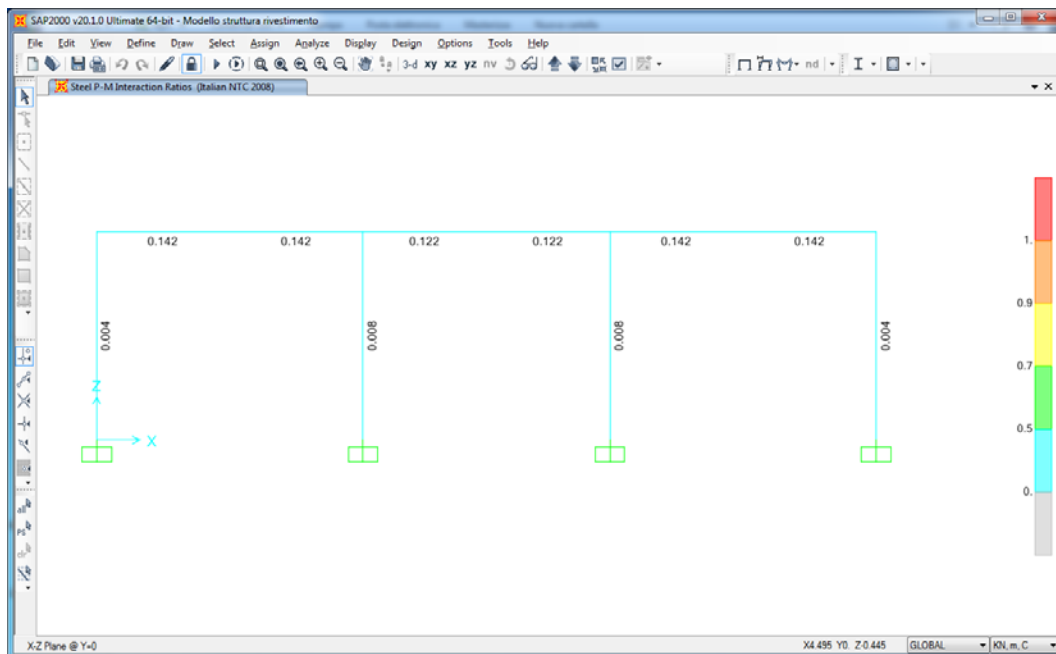 SAP2000 v20.1.0 Ultimate 64-bit - Modello struttura rivestimento
File Edit View Define Draw Select Assign Analyze Display Design Options Tools Help
3-d xy xz yz nv nd
Steel P-M Interaction Ratios (Italian NTC 2008)
0.142 0.142 0.122 0.122 0.142 0.142
0.004 0.008 0.008 0.004
Z
X
1.
0.9
0.7
0.5
0.
all
PS
clr
X-Z Plane @ Y=0 X4.495 Y0. Z-0.445 GLOBAL KN, m, C